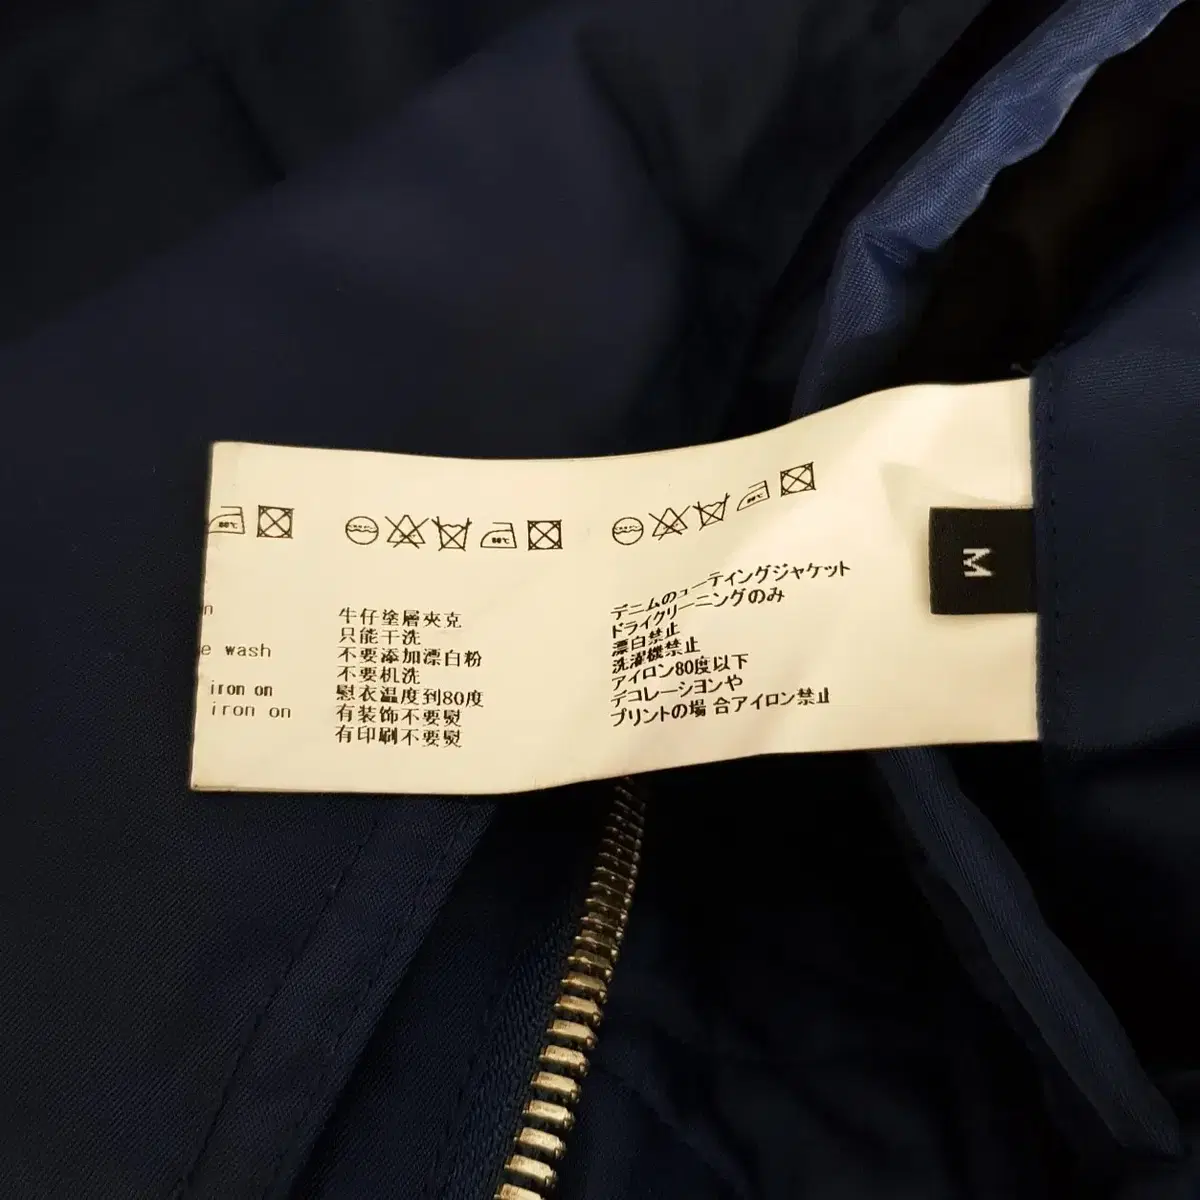 n
e wash
iron on
iron on
牛仔塗層夾克
只能干洗
不要添加漂白粉
不要机洗
熨衣温度到80度
有装饰不要熨
有印刷不要熨
デニムのコーティングジャケット
ドライクリーニングのみ
漂白禁止
洗濯機禁止
アイロン80度以下
デコレーションや
プリントの場 合アイロン禁止
M